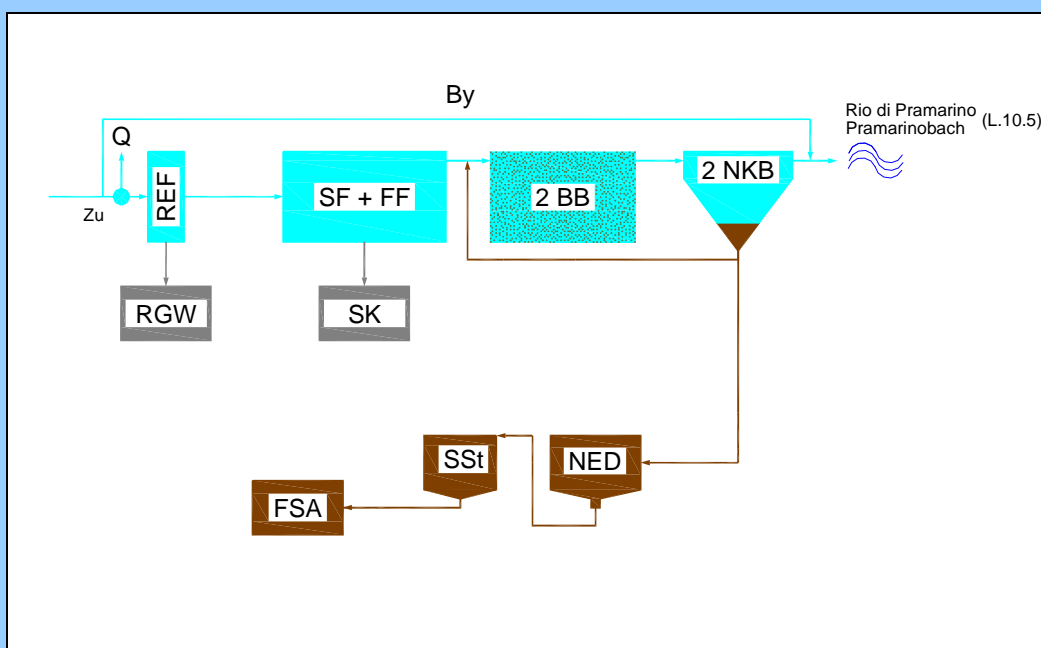 By
Rio di Pramarino
Pramarinobach
(L.10.5)
Q
Zu
REF
SF + FF
2 BB
2 NKB
RGW
SK
SSt
NED
FSA